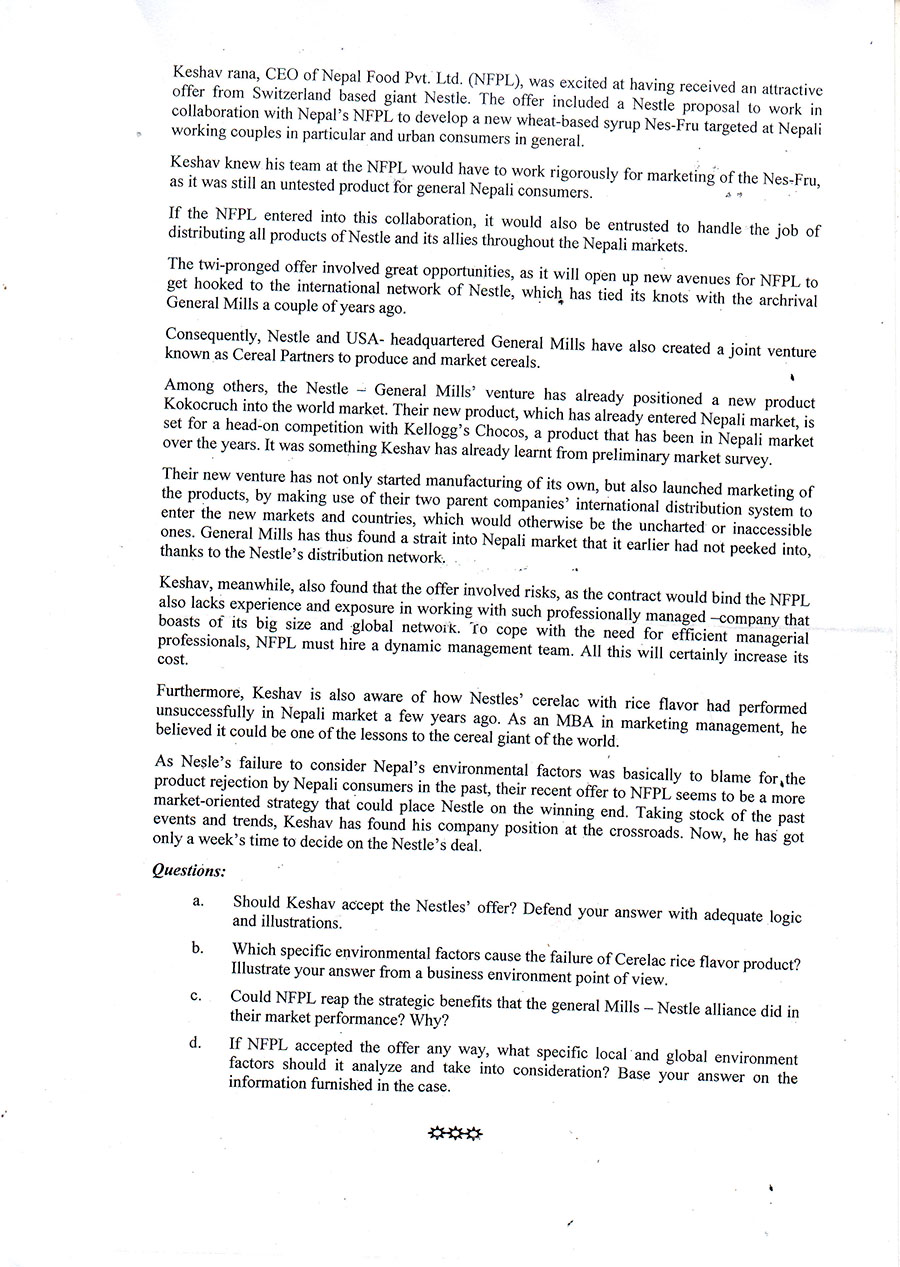 Keshav rana, CEO of Nepal Food Pvt. Ltd. (NFPL), was excited at having received an attractive
offer from Switzerland based giant Nestle. The offer included a Nestle proposal to work in
collaboration with Nepal's NFPL to develop a new wheat-based syrup Nes-Fru targeted at Nepali
working couples in particular and urban consumers in general.
Keshav knew his team at the NFPL would have to work rigorously for marketing of the Nes-Fru,
as it was still an untested product for general Nepali consumers.
If the NFPL entered into this collaboration, it would also be entrusted to handle the job of
distributing all products of Nestle and its allies throughout the Nepali markets.
The twi-pronged offer involved great opportunities, as it will open up new avenues for NFPL to
get hooked to the international network of Nestle, which has tied its knots with the archrival
General Mills a couple of years ago.
Consequently, Nestle and USA- headquartered General Mills have also created a joint venture
known as Cereal Partners to produce and market cereals.
Among others, the Nestle – General Mills' venture has already positioned a new product
Kokocruch into the world market. Their new product, which has already entered Nepali market, is
set for a head-on competition with Kellogg's Chocos, a product that has been in Nepali market
over the years. It was something Keshav has already learnt from preliminary market survey.
Their new venture has not only started manufacturing of its own, but also launched marketing of
the products, by making use of their two parent companies' international distribution system to
enter the new markets and countries, which would otherwise be the uncharted or inaccessible
ones. General Mills has thus found a strait into Nepali market that it earlier had not peeked into,
thanks to the Nestle's distribution network.
Keshav, meanwhile, also found that the offer involved risks, as the contract would bind the NFPL
also lacks experience and exposure in working with such professionally managed –company that
boasts of its big size and global network. To cope with the need for efficient managerial
professionals, NFPL must hire a dynamic management team. All this will certainly increase its
cost.
Furthermore, Keshav is also aware of how Nestles' cerelac with rice flavor had performed
unsuccessfully in Nepali market a few years ago. As an MBA in marketing management, he
believed it could be one of the lessons to the cereal giant of the world.
As Nesle's failure to consider Nepal's environmental factors was basically to blame for the
product rejection by Nepali consumers in the past, their recent offer to NFPL seems to be a more
market-oriented strategy that could place Nestle on the winning end. Taking stock of the past
events and trends, Keshav has found his company position at the crossroads. Now, he has got
only a week's time to decide on the Nestle's deal.
Questions:
a. Should Keshav accept the Nestles' offer? Defend your answer with adequate logic
and illustrations.
b. Which specific environmental factors cause the failure of Cerelac rice flavor product?
Illustrate your answer from a business environment point of view.
c. Could NFPL reap the strategic benefits that the general Mills – Nestle alliance did in
their market performance? Why?
d. If NFPL accepted the offer any way, what specific local and global environment
factors should it analyze and take into consideration? Base your answer on the
information furnished in the case.